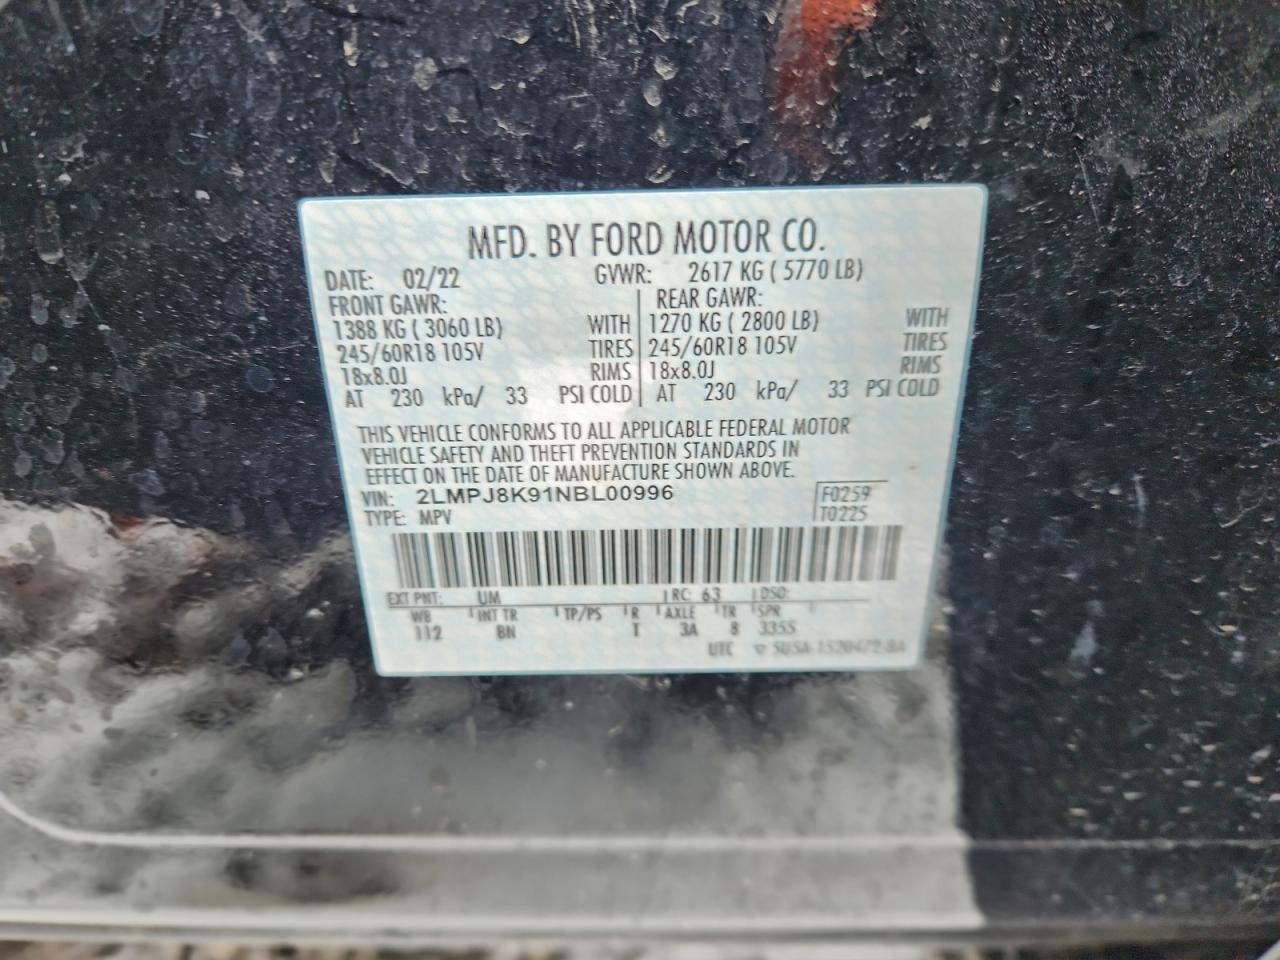 MFD. BY FORD MOTOR CO.
DATE: 02/22 GVWR: 2617 KG ( 5770 LB)
FRONT GAWR: REAR GAWR:
1388 KG ( 3060 LB) WITH 1270 KG ( 2800 LB) WITH
245/60R18 105V TIRES 245/60R18 105V TIRES
18x8.0J RIMS 18x8.0J RIMS
AT 230 kPa/ 33 PSI COLD AT 230 kPa/ 33 PSI COLD
THIS VEHICLE CONFORMS TO ALL APPLICABLE FEDERAL MOTOR
VEHICLE SAFETY AND THEFT PREVENTION STANDARDS IN
EFFECT ON THE DATE OF MANUFACTURE SHOWN ABOVE.
VIN: 2LMPJ8K91NBL00996 F0259
TYPE: MPV T0225
EXT PNT: UM RC: 63 DSO:
WB INT TR TP/PS R AXLE TR SPR
112 BN T 3A 8 3355
UTC ▽ 5U5A-1520472-BA